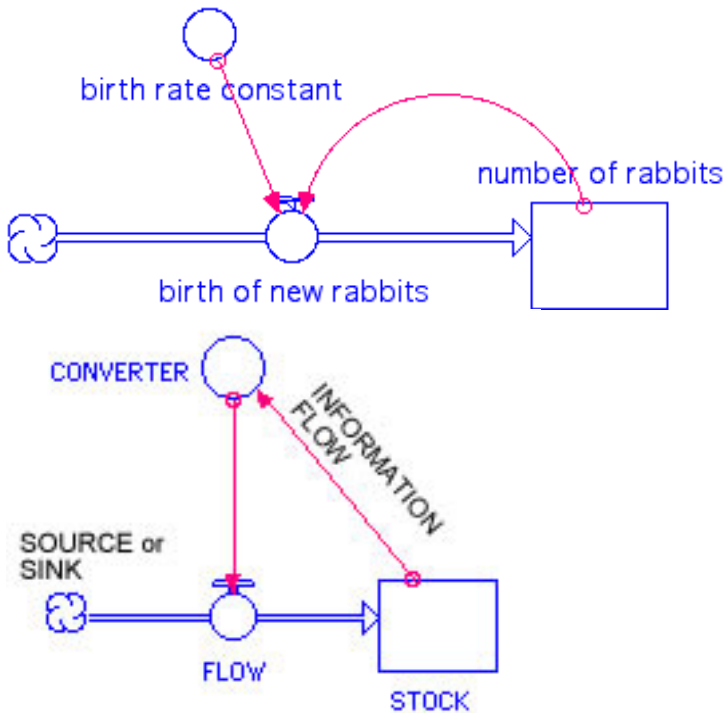 birth rate constant
number of rabbits
birth of new rabbits
CONVERTER
INFORMATION
FLOW
SOURCE or
SINK
FLOW
STOCK